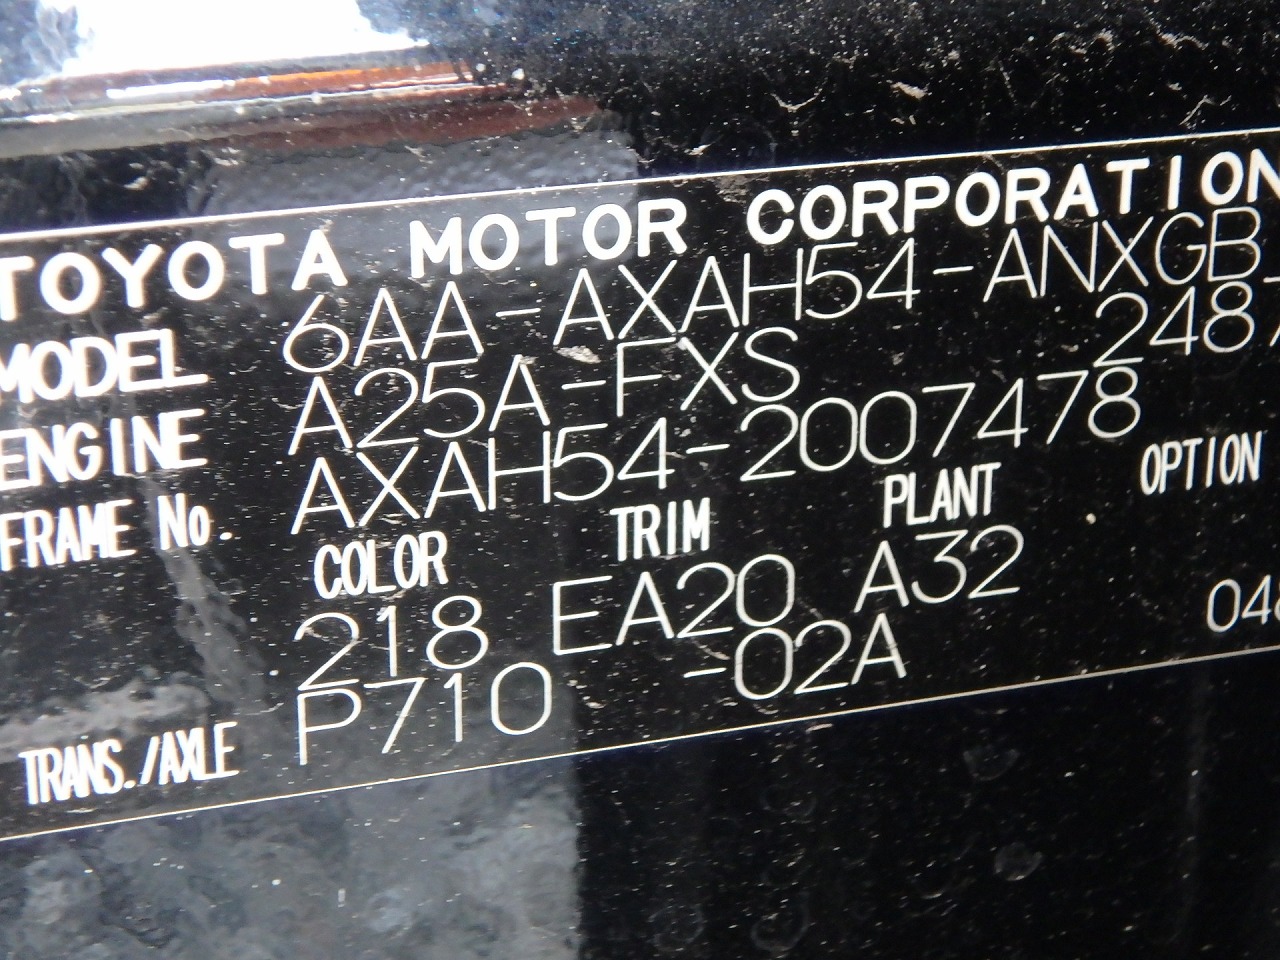 TOYOTA MOTOR CORPORATION
MODEL 6AA-AXAH54-ANXGB
ENGINE A25A-FXS 248
FRAME No. AXAH54-2007478
COLOR TRIM PLANT OPTION
218 EA20 A32
TRANS./AXLE P710 -02A 04